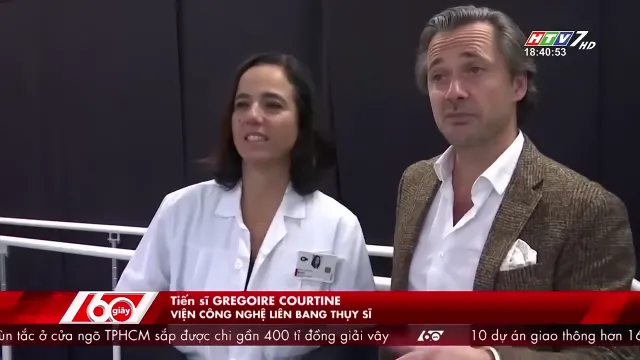 HTV7 HD
18:40:53
60 giây
Tiến sĩ GREGOIRE COURTINE
VIỆN CÔNG NGHỆ LIÊN BANG THỤY SĨ
ùn tắc ở cửa ngõ TPHCM sắp được chi gần 400 tỉ đồng giải vây 60 10 dự án giao thông hơn 16